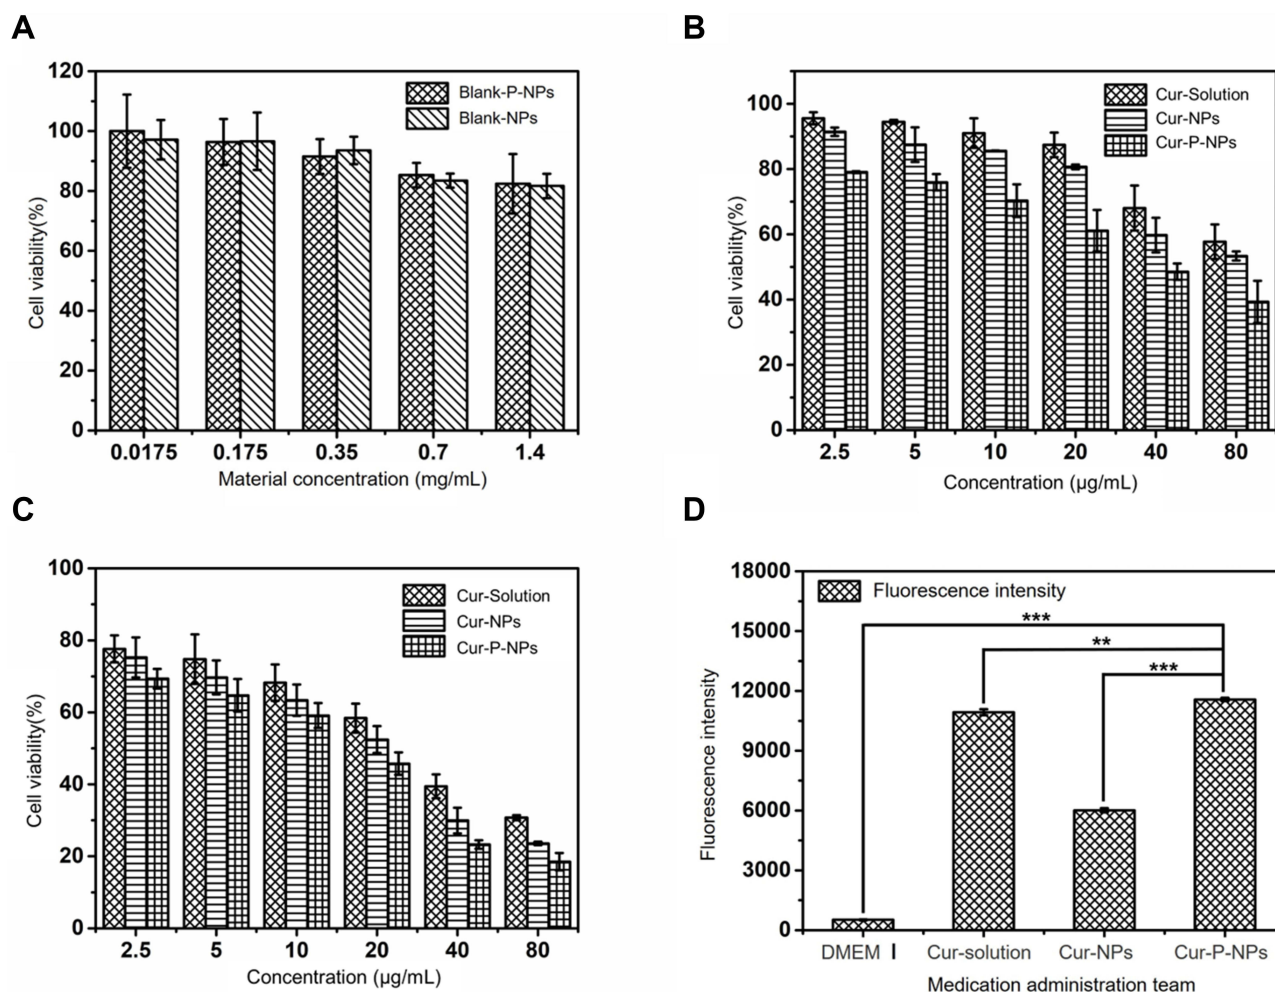 A
120
100
80
60
40
20
0
Cell viability(%)
Blank-P-NPs
Blank-NPs
0.0175 0.175 0.35 0.7 1.4
Material concentration (mg/mL)
B
100
80
60
40
20
0
Cell viability(%)
Cur-Solution
Cur-NPs
Cur-P-NPs
2.5 5 10 20 40 80
Concentration (µg/mL)
C
100
80
60
40
20
0
Cell viability(%)
Cur-Solution
Cur-NPs
Cur-P-NPs
2.5 5 10 20 40 80
Concentration (µg/mL)
D
18000
15000
12000
9000
6000
3000
0
Fluorescence intensity
Fluorescence intensity
***
**
***
DMEM I Cur-solution Cur-NPs Cur-P-NPs
Medication administration team